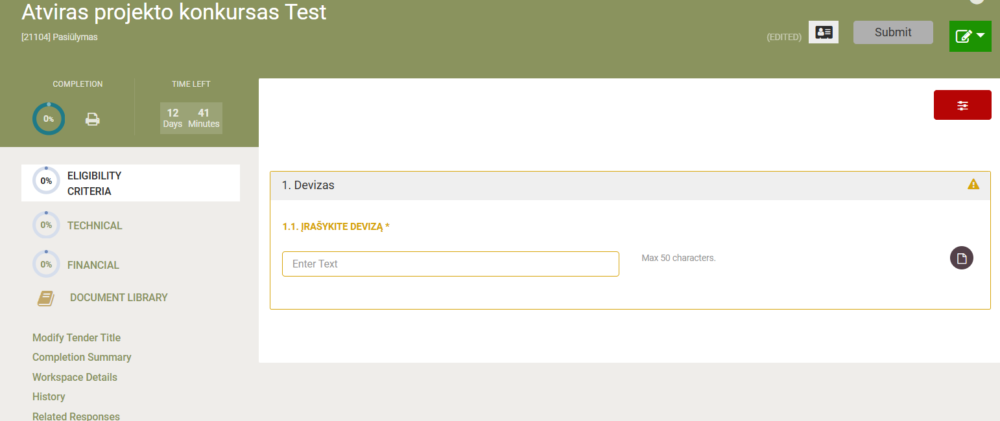 Atviras projekto konkursas Test
[21104] Pasiūlymas
(EDITED)
Submit
COMPLETION
TIME LEFT
0%
12 Days
41 Minutes
0%
ELIGIBILITY
CRITERIA
0%
TECHNICAL
0%
FINANCIAL
DOCUMENT LIBRARY
Modify Tender Title
Completion Summary
Workspace Details
History
Related Responses
1. Devizas
1.1. ĮRAŠYKITE DEVIZĄ *
Enter Text
Max 50 characters.